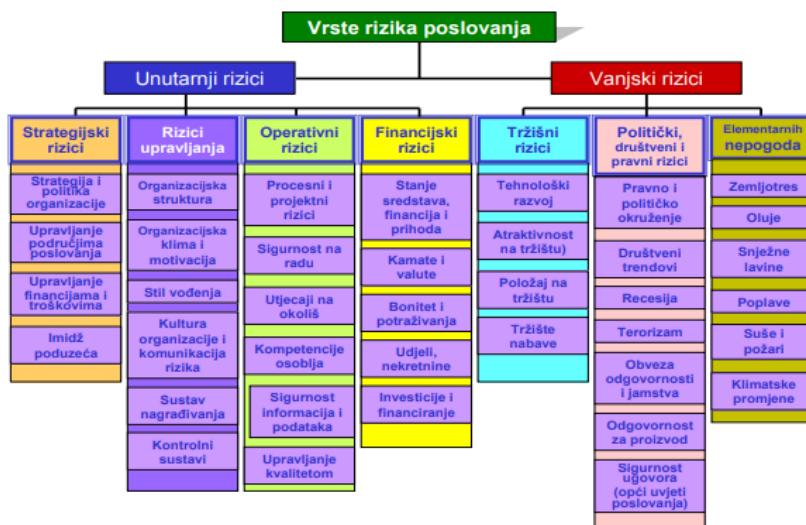 Vrste rizika poslovanja
Unutarnji rizici
Vanjski rizici
Strategijski
rizici
Strategija i
politika
organizacije
Upravljanje
područjima
poslovanja
Upravljanje
financijama i
troškovima
Imidž
poduzeća
Rizici
upravljanja
Organizacijska
struktura
Organizacijska
klima i
motivacija
Stil vođenja
Kultura
organizacije i
komunikacija
rizika
Sustav
nagrađivanja
Kontrolni
sustavi
Operativni
rizici
Procesni i
projektni
rizici
Sigurnost na
radu
Utjecaji na
okoliš
Kompetencije
osoblja
Sigurnost
informacija i
podataka
Upravljanje
kvalitetom
Financijski
rizici
Stanje
sredstava,
financija i
prihoda
Kamate i
valute
Bonitet i
potraživanja
Udjeli,
nekretnine
Investicije i
financiranje
Tržišni
rizici
Tehnološki
razvoj
Atraktivnost
na tržištu)
Položaj na
tržištu
Tržište
nabave
Politički,
društveni i
pravni rizici
Pravno i
političko
okruženje
Društveni
trendovi
Recesija
Terorizam
Obveza
odgovornosti
i jamstva
Odgovornost
za proizvod
Sigurnost
ugovora
(opći uvjeti
poslovanja)
Elementarnih
nepogoda
Zemljotres
Oluje
Snježne
lavine
Poplave
Suše i
požari
Klimatske
promjene